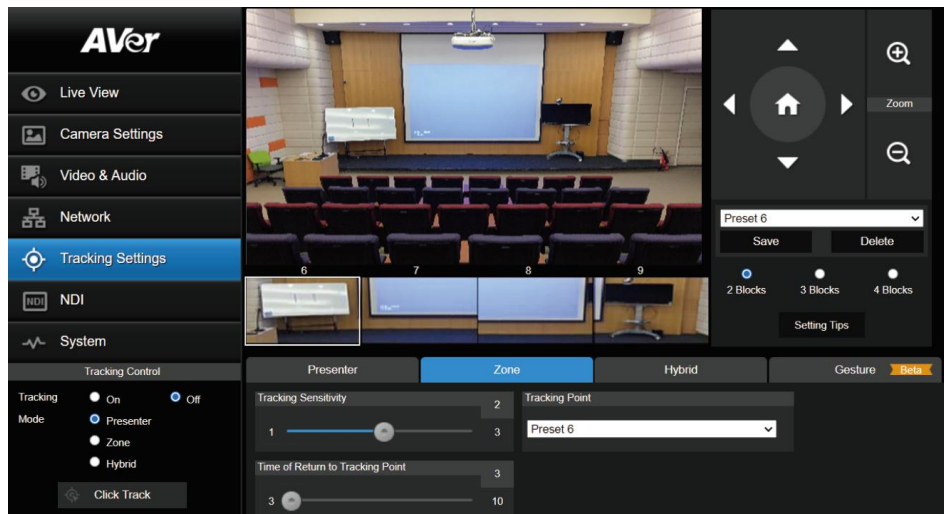 AVer
Live View
Camera Settings
Video & Audio
Network
Tracking Settings
NDI NDI
System
Tracking Control
Tracking On Off
Mode Presenter
Zone
Hybrid
Click Track
6 7 8 9
Zoom
Preset 6
Save Delete
2 Blocks 3 Blocks 4 Blocks
Setting Tips
Presenter Zone Hybrid Gesture Beta
Tracking Sensitivity 2
1 3
Tracking Point
Preset 6
Time of Return to Tracking Point 3
3 10